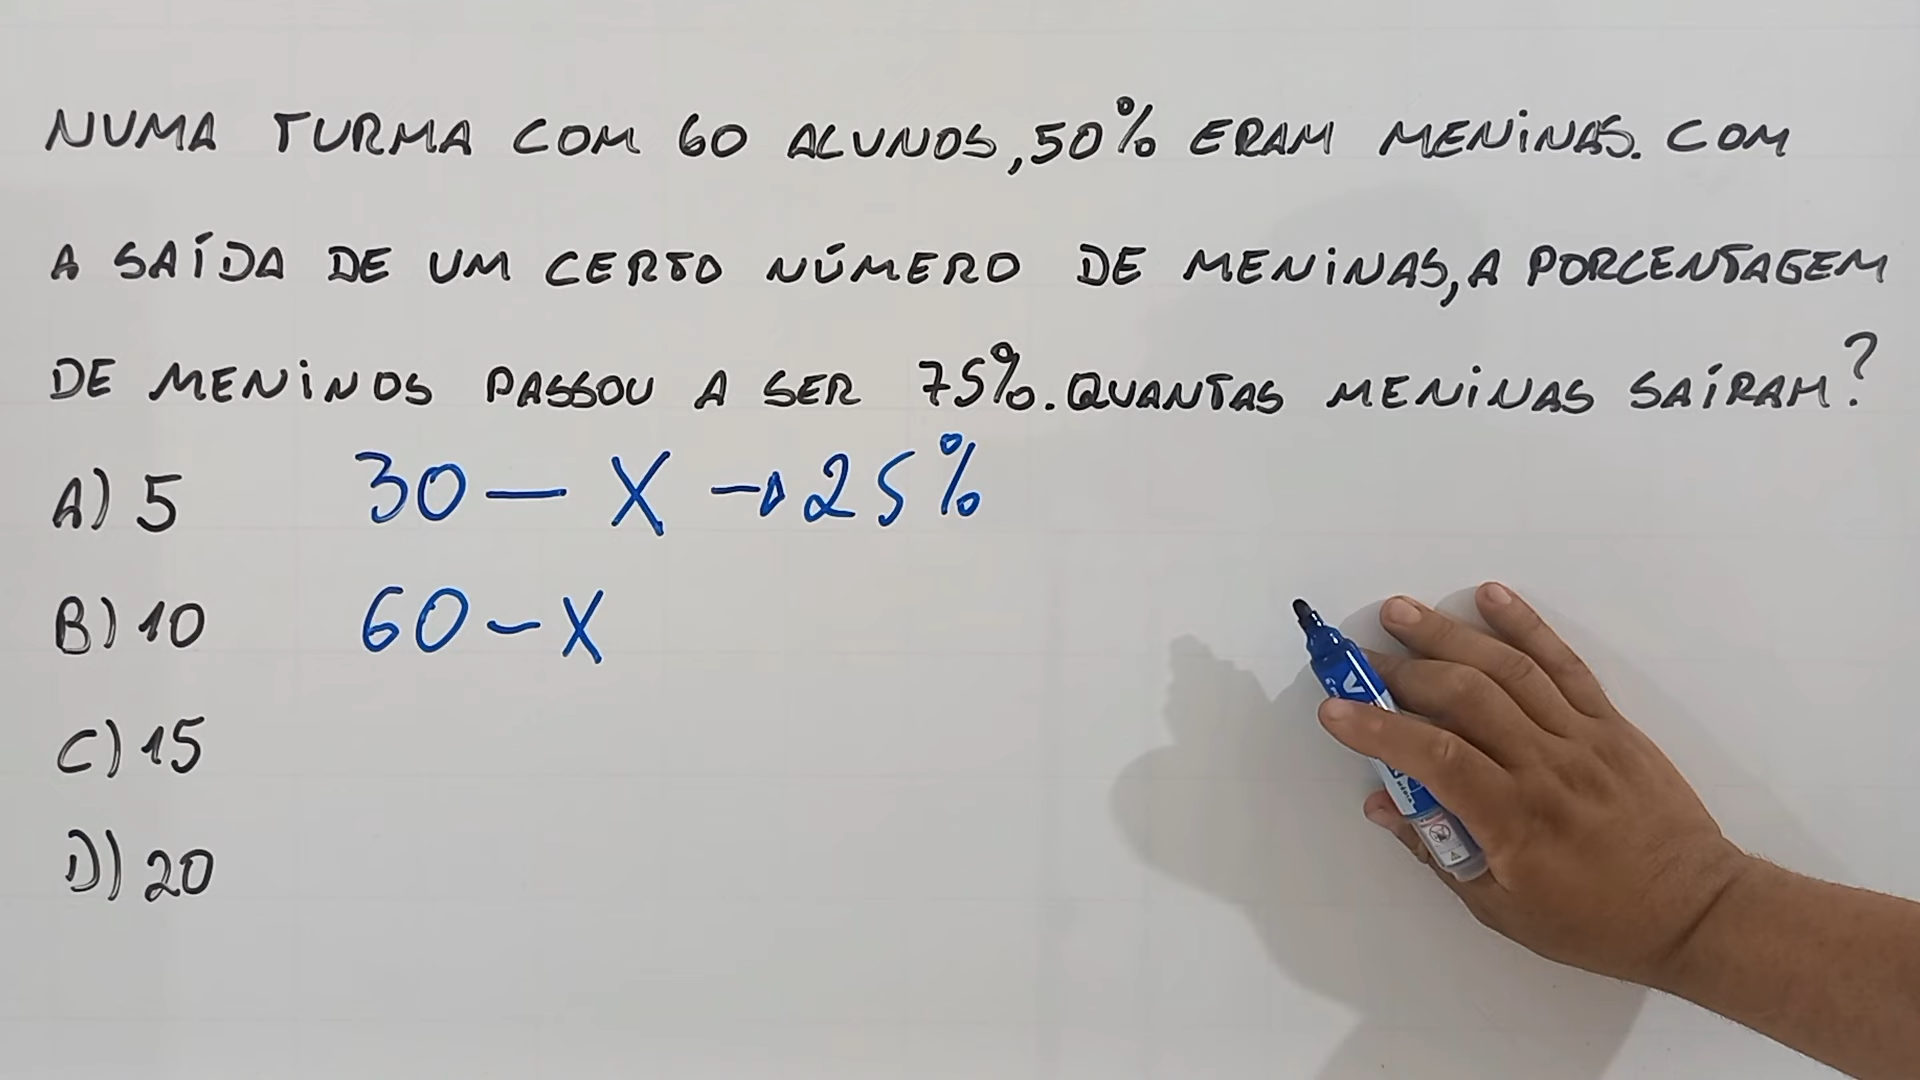 NUMA TURMA COM 60 ALUNOS, 50% ERAM MENINAS. COM
A SAÍDA DE UM CERTO NÚMERO DE MENINAS, A PORCENTAGEM
DE MENINOS PASSOU A SER 75%. QUANTAS MENINAS SAÍRAM?
A) 5 30 — X → 25%
B) 10 60 – X
C) 15
D) 20